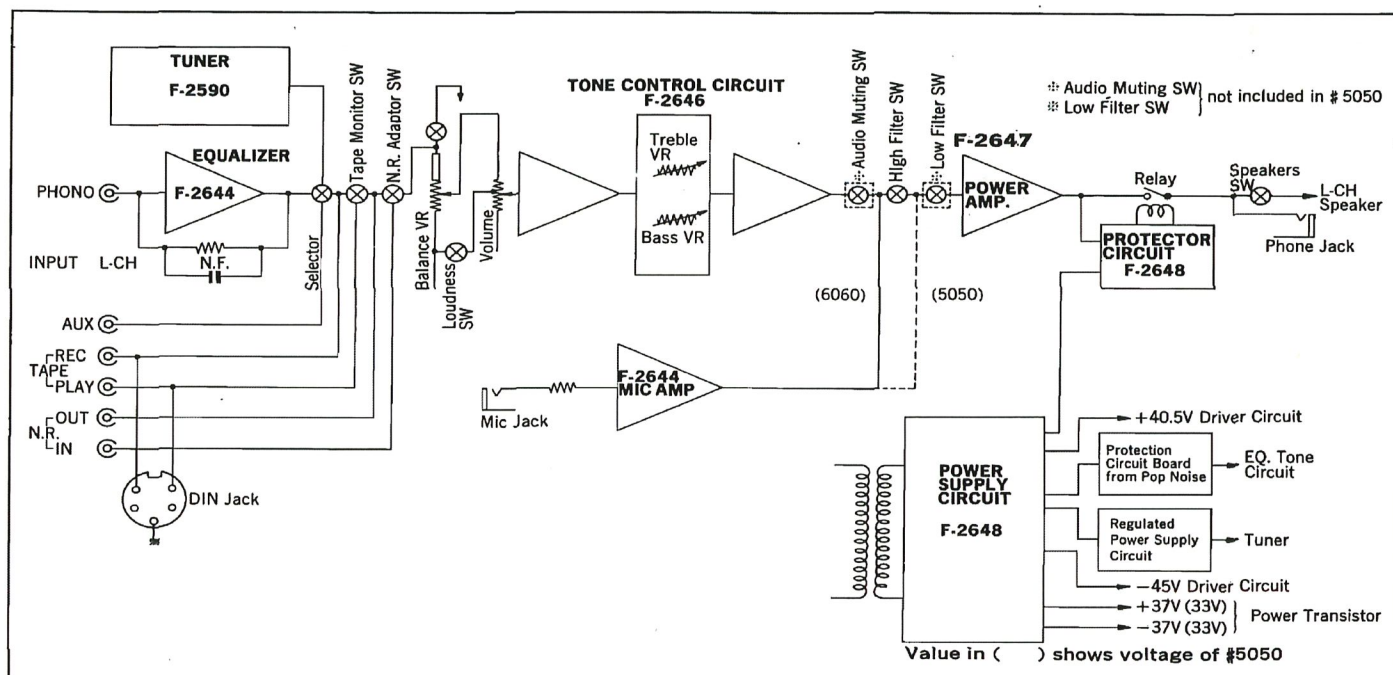 TUNER
F-2590
EQUALIZER
F-2644
PHONO
N.F.
INPUT L-CH
AUX
REC
TAPE
PLAY
OUT
N.R.
IN
DIN Jack
Selector
Tape Monitor SW
N.R. Adaptor SW
Balance VR
Loudness
SW
Volume
TONE CONTROL CIRCUIT
F-2646
Treble
VR
Bass VR
Audio Muting SW
High Filter SW
Low Filter SW
※ Audio Muting SW
※ Low Filter SW
not included in # 5050
F-2647
POWER
AMP.
Relay
Speakers
SW
L-CH
Speaker
Phone Jack
PROTECTOR
CIRCUIT
F-2648
(6060)
(5050)
Mic Jack
F-2644
MIC AMP
POWER
SUPPLY
CIRCUIT
F-2648
+40.5V Driver Circuit
Protection
Circuit Board
from Pop Noise
EQ. Tone
Circuit
Regulated
Power Supply
Circuit
Tuner
-45V Driver Circuit
+37V (33V)
-37V (33V)
Power Transistor
Value in ( ) shows voltage of #5050